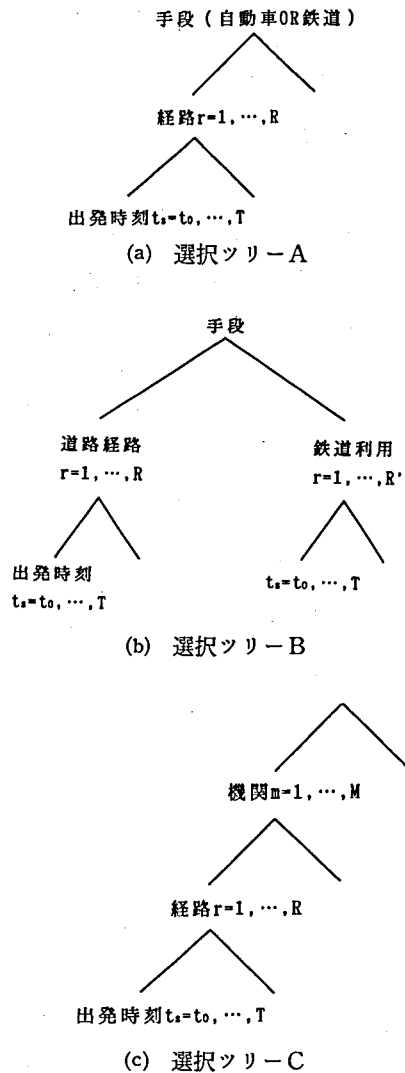 手段(自動車OR鉄道)
経路r=1,…,R
出発時刻tₛ=t₀,…,T
(a) 選択ツリーA
手段
道路経路
r=1,…,R
鉄道利用
r=1,…,R'
出発時刻
tₛ=t₀,…,T
tₛ=t₀,…,T
(b) 選択ツリーB
機関m=1,…,M
経路r=1,…,R
出発時刻tₛ=t₀,…,T
(c) 選択ツリーC